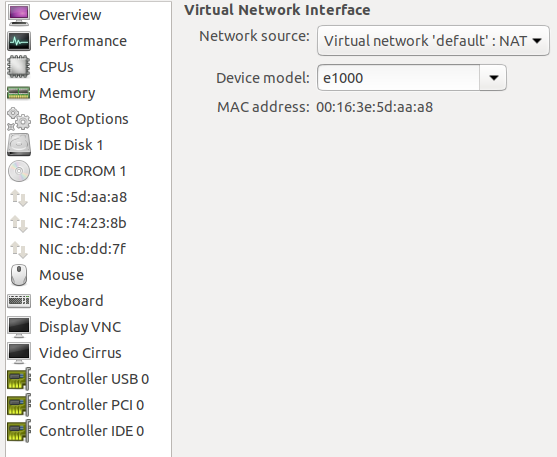 Overview
Performance
CPUs
Memory
Boot Options
IDE Disk 1
IDE CDROM 1
NIC :5d:aa:a8
NIC :74:23:8b
NIC :cb:dd:7f
Mouse
Keyboard
Display VNC
Video Cirrus
Controller USB 0
Controller PCI 0
Controller IDE 0
Virtual Network Interface
Network source: Virtual network 'default' : NAT
Device model: e1000
MAC address: 00:16:3e:5d:aa:a8